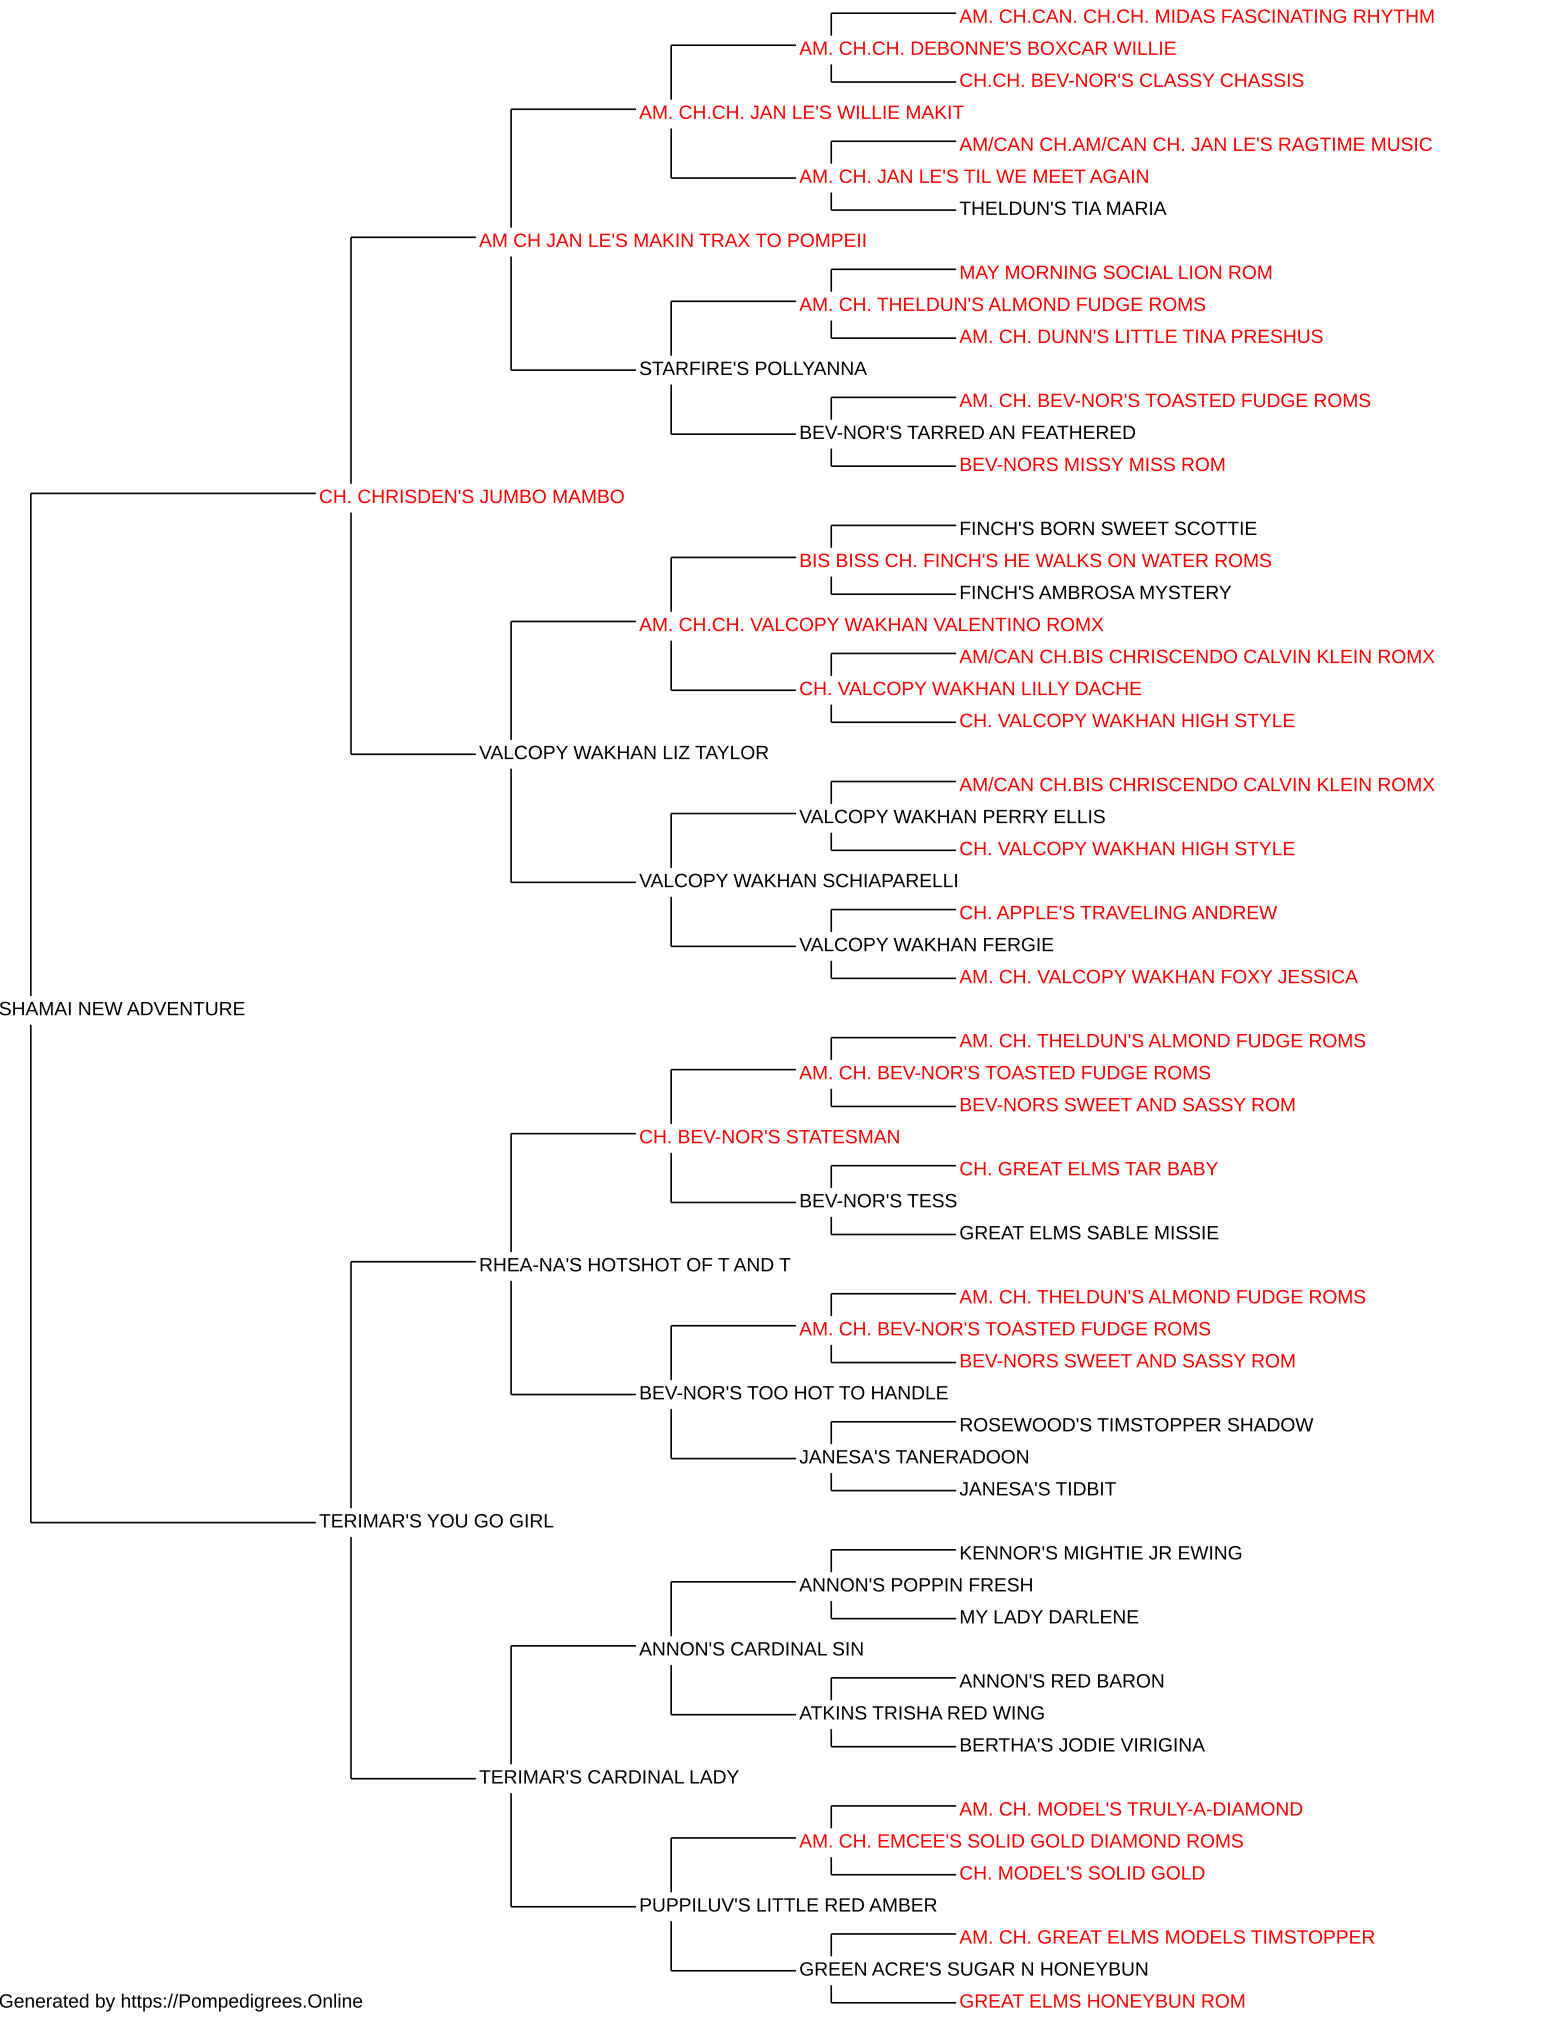 AM. CH.CAN. CH.CH. MIDAS FASCINATING RHYTHM
AM. CH.CH. DEBONNE'S BOXCAR WILLIE
CH.CH. BEV-NOR'S CLASSY CHASSIS
AM. CH.CH. JAN LE'S WILLIE MAKIT
AM/CAN CH.AM/CAN CH. JAN LE'S RAGTIME MUSIC
AM. CH. JAN LE'S TIL WE MEET AGAIN
THELDUN'S TIA MARIA
AM CH JAN LE'S MAKIN TRAX TO POMPEII
MAY MORNING SOCIAL LION ROM
AM. CH. THELDUN'S ALMOND FUDGE ROMS
AM. CH. DUNN'S LITTLE TINA PRESHUS
STARFIRE'S POLLYANNA
AM. CH. BEV-NOR'S TOASTED FUDGE ROMS
BEV-NOR'S TARRED AN FEATHERED
BEV-NORS MISSY MISS ROM
CH. CHRISDEN'S JUMBO MAMBO
FINCH'S BORN SWEET SCOTTIE
BIS BISS CH. FINCH'S HE WALKS ON WATER ROMS
FINCH'S AMBROSA MYSTERY
AM. CH.CH. VALCOPY WAKHAN VALENTINO ROMX
AM/CAN CH.BIS CHRISCENDO CALVIN KLEIN ROMX
CH. VALCOPY WAKHAN LILLY DACHE
CH. VALCOPY WAKHAN HIGH STYLE
VALCOPY WAKHAN LIZ TAYLOR
AM/CAN CH.BIS CHRISCENDO CALVIN KLEIN ROMX
VALCOPY WAKHAN PERRY ELLIS
CH. VALCOPY WAKHAN HIGH STYLE
VALCOPY WAKHAN SCHIAPARELLI
CH. APPLE'S TRAVELING ANDREW
VALCOPY WAKHAN FERGIE
AM. CH. VALCOPY WAKHAN FOXY JESSICA
SHAMAI NEW ADVENTURE
AM. CH. THELDUN'S ALMOND FUDGE ROMS
AM. CH. BEV-NOR'S TOASTED FUDGE ROMS
BEV-NORS SWEET AND SASSY ROM
CH. BEV-NOR'S STATESMAN
CH. GREAT ELMS TAR BABY
BEV-NOR'S TESS
GREAT ELMS SABLE MISSIE
RHEA-NA'S HOTSHOT OF T AND T
AM. CH. THELDUN'S ALMOND FUDGE ROMS
AM. CH. BEV-NOR'S TOASTED FUDGE ROMS
BEV-NORS SWEET AND SASSY ROM
BEV-NOR'S TOO HOT TO HANDLE
ROSEWOOD'S TIMSTOPPER SHADOW
JANESA'S TANERADOON
JANESA'S TIDBIT
TERIMAR'S YOU GO GIRL
KENNOR'S MIGHTIE JR EWING
ANNON'S POPPIN FRESH
MY LADY DARLENE
ANNON'S CARDINAL SIN
ANNON'S RED BARON
ATKINS TRISHA RED WING
BERTHA'S JODIE VIRIGINA
TERIMAR'S CARDINAL LADY
AM. CH. MODEL'S TRULY-A-DIAMOND
AM. CH. EMCEE'S SOLID GOLD DIAMOND ROMS
CH. MODEL'S SOLID GOLD
PUPPILUV'S LITTLE RED AMBER
AM. CH. GREAT ELMS MODELS TIMSTOPPER
GREEN ACRE'S SUGAR N HONEYBUN
GREAT ELMS HONEYBUN ROM
Generated by https://Pompedigrees.Online